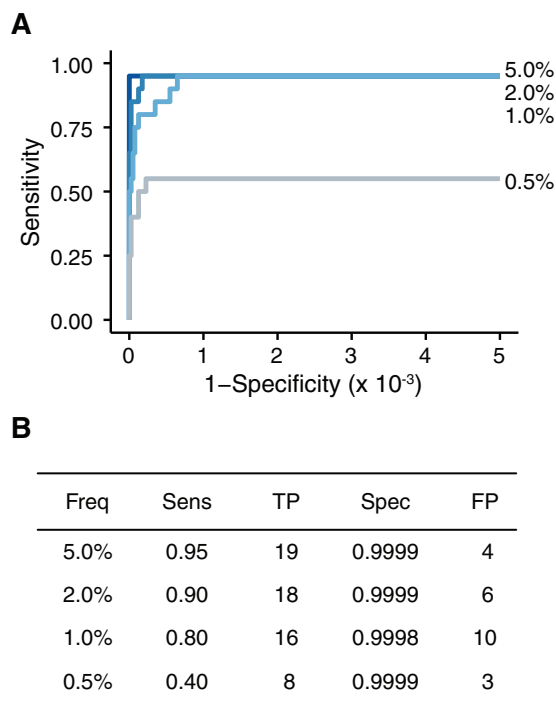 A
1.00
0.75
0.50
0.25
0.00
Sensitivity
5.0%
2.0%
1.0%
0.5%
0 1 2 3 4 5
1−Specificity (x 10⁻³)
B
Freq Sens TP Spec FP
5.0% 0.95 19 0.9999 4
2.0% 0.90 18 0.9999 6
1.0% 0.80 16 0.9998 10
0.5% 0.40 8 0.9999 3